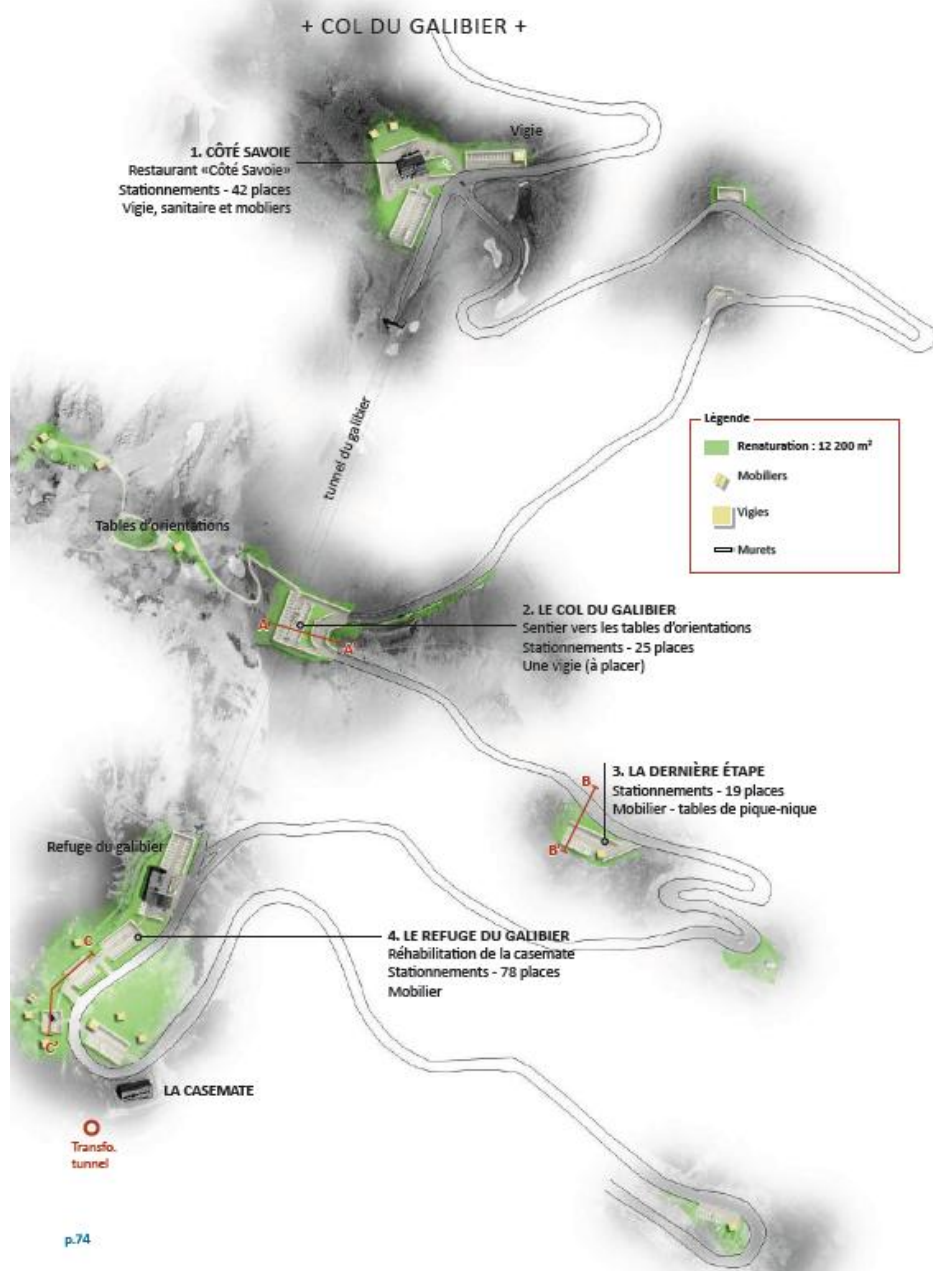 + COL DU GALIBIER +
Vigie
1. CÔTÉ SAVOIE
Restaurant «Côté Savoie»
Stationnements - 42 places
Vigie, sanitaire et mobliers
tunnel du galibier
Légende
Renaturation : 12 200 m²
Mobiliers
Vigies
Murets
Tables d'orientations
2. LE COL DU GALIBIER
Sentier vers les tables d'orientations
Stationnements - 25 places
Une vigie (à placer)
A
A'
3. LA DERNIÈRE ÉTAPE
Stationnements - 19 places
Mobilier - tables de pique-nique
B
B'
Refuge du galibier
4. LE REFUGE DU GALIBIER
Réhabilitation de la casemate
Stationnements - 78 places
Mobilier
C
C'
LA CASEMATE
Transfo.
tunnel
p.74